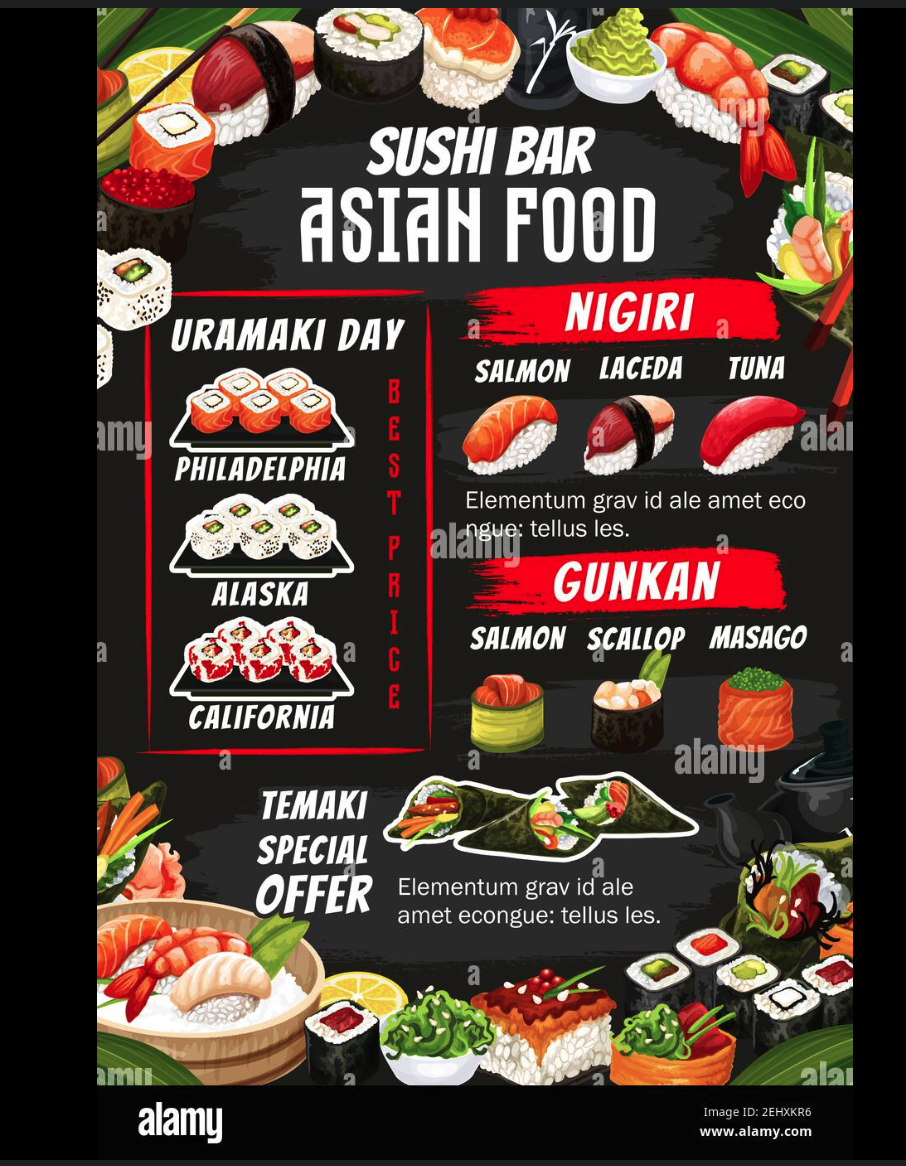 SUSHI BAR
ASIAN FOOD
URAMAKI DAY
PHILADELPHIA
ALASKA
CALIFORNIA
BEST PRICE
NIGIRI
SALMON LACEDA TUNA
Elementum grav id ale amet eco
ngue: tellus les.
GUNKAN
SALMON SCALLOP MASAGO
TEMAKI
SPECIAL
OFFER
Elementum grav id ale
amet econgue: tellus les.
alamy
Image ID: 2EHXKR6
www.alamy.com